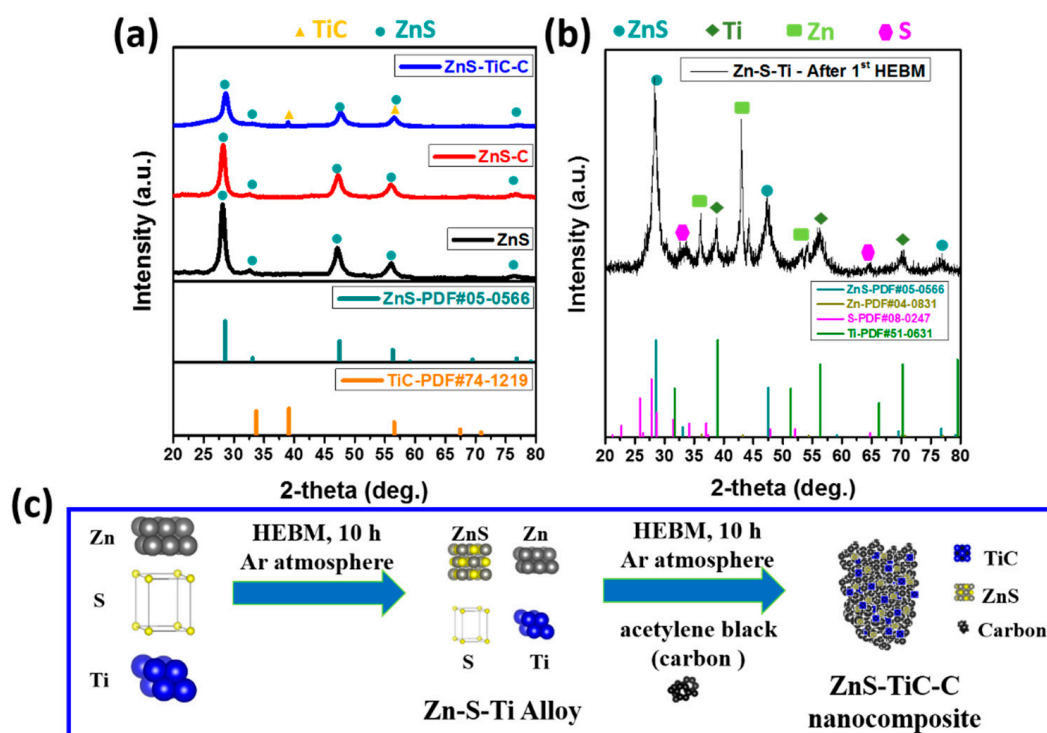 (a)
TiC
ZnS
ZnS-TiC-C
ZnS-C
ZnS
ZnS-PDF#05-0566
TiC-PDF#74-1219
Intensity (a.u.)
20 25 30 35 40 45 50 55 60 65 70 75 80
2-theta (deg.)
(b)
ZnS
Ti
Zn
S
Zn-S-Ti - After 1st HEBM
ZnS-PDF#05-0566
Zn-PDF#04-0831
S-PDF#08-0247
Ti-PDF#51-0631
Intensity (a.u.)
20 25 30 35 40 45 50 55 60 65 70 75 80
2-theta (deg.)
(c)
Zn
S
Ti
HEBM, 10 h
Ar atmosphere
ZnS
Zn
S
Ti
Zn-S-Ti Alloy
HEBM, 10 h
Ar atmosphere
acetylene black
(carbon )
TiC
ZnS
Carbon
ZnS-TiC-C
nanocomposite